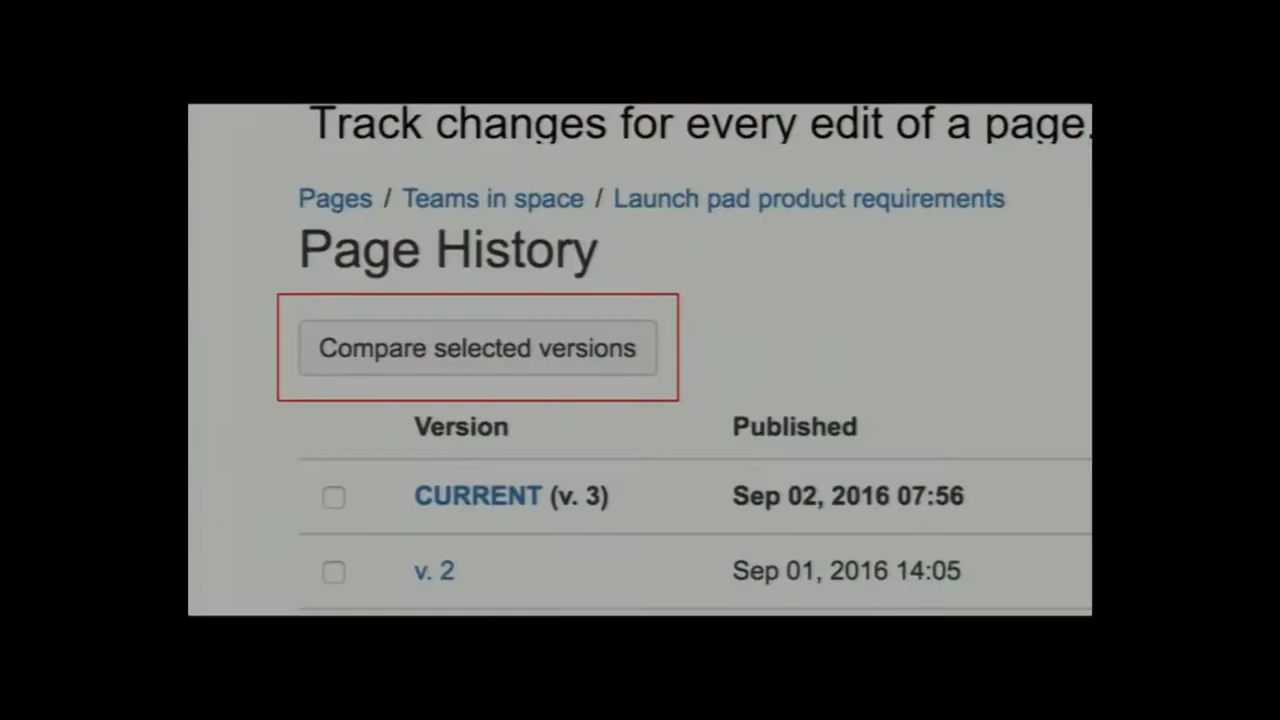 Track changes for every edit of a page.
Pages / Teams in space / Launch pad product requirements
Page History
Compare selected versions
Version Published
CURRENT (v. 3) Sep 02, 2016 07:56
v. 2 Sep 01, 2016 14:05